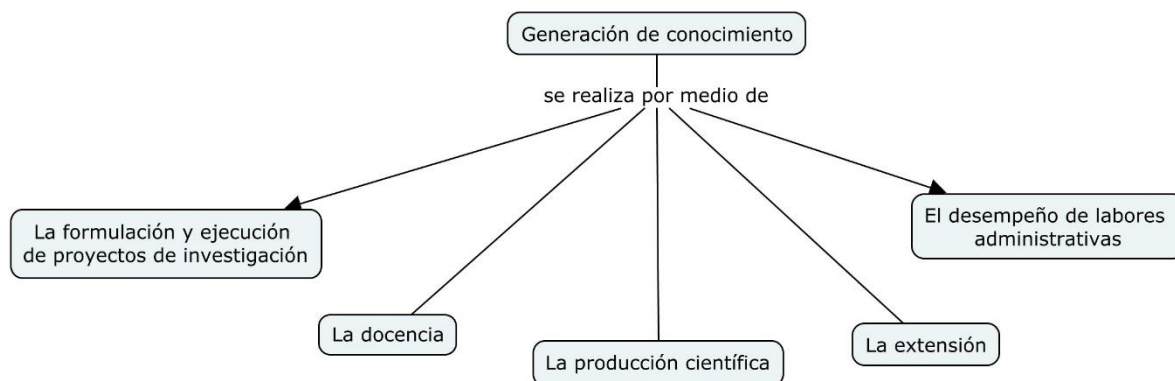 Generación de conocimiento
se realiza por medio de
La formulación y ejecución
de proyectos de investigación
El desempeño de labores
administrativas
La docencia
La producción científica
La extensión